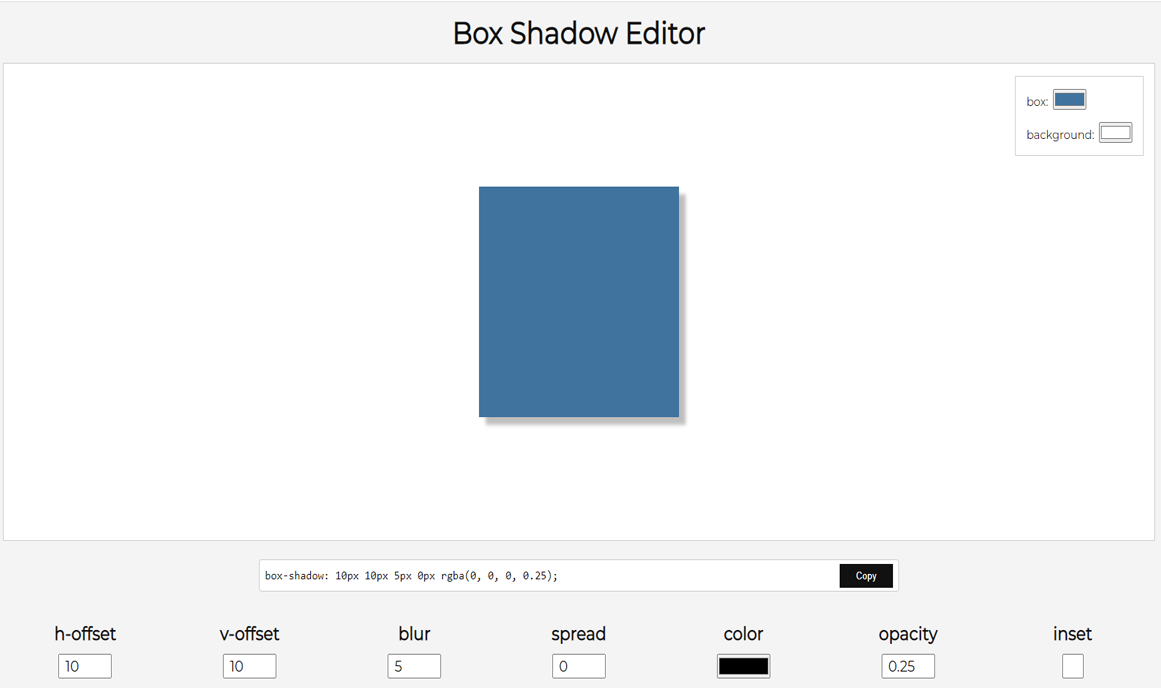 Box Shadow Editor
box:
background:
box-shadow: 10px 10px 5px 0px rgba(0, 0, 0, 0.25);
Copy
h-offset v-offset blur spread color opacity inset
10 10 5 0 0.25